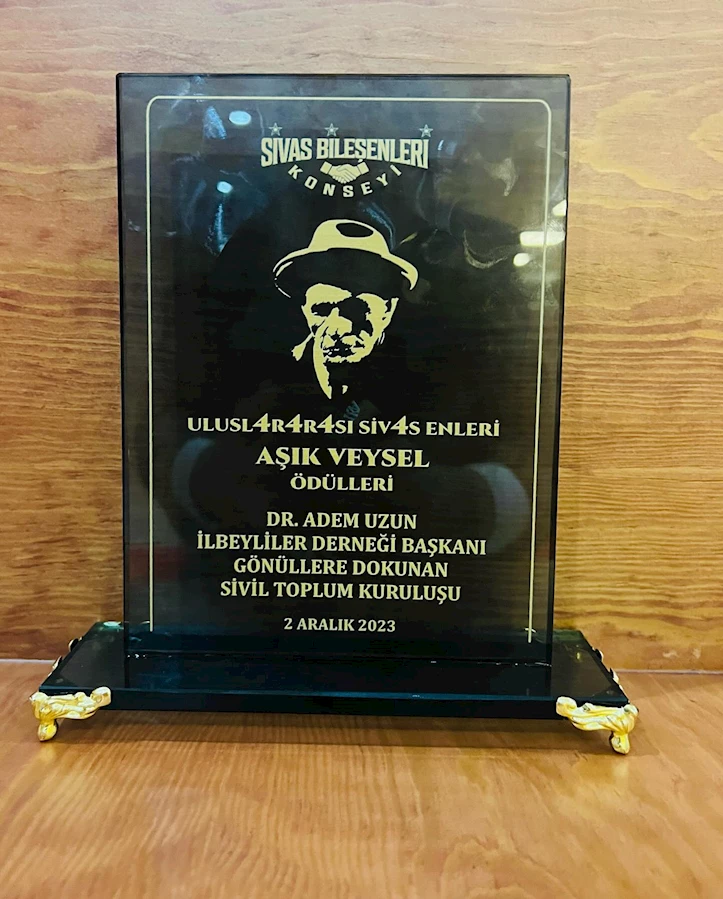 SİVAS BİLEŞENLERİ
KONSEYİ
ULUSL4R4R4SI SİV4S ENLERİ
AŞIK VEYSEL
ÖDÜLLERİ
DR. ADEM UZUN
İLBEYLİLER DERNEĞİ BAŞKANI
GÖNÜLLERE DOKUNAN
SİVİL TOPLUM KURULUŞU
2 ARALIK 2023